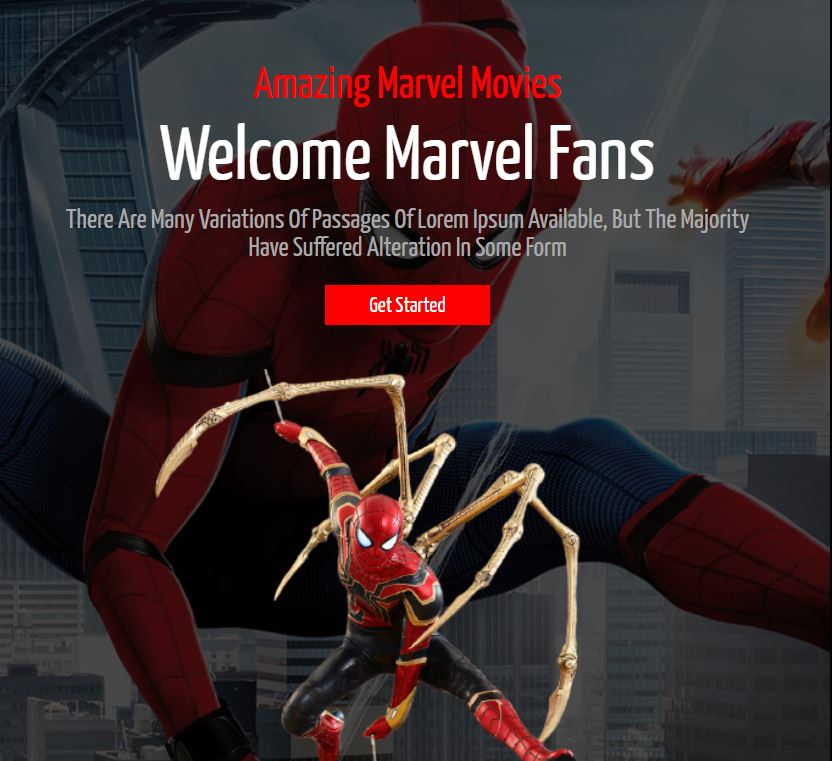 Amazing Marvel Movies
Welcome Marvel Fans
There Are Many Variations Of Passages Of Lorem Ipsum Available, But The Majority
Have Suffered Alteration In Some Form
Get Started